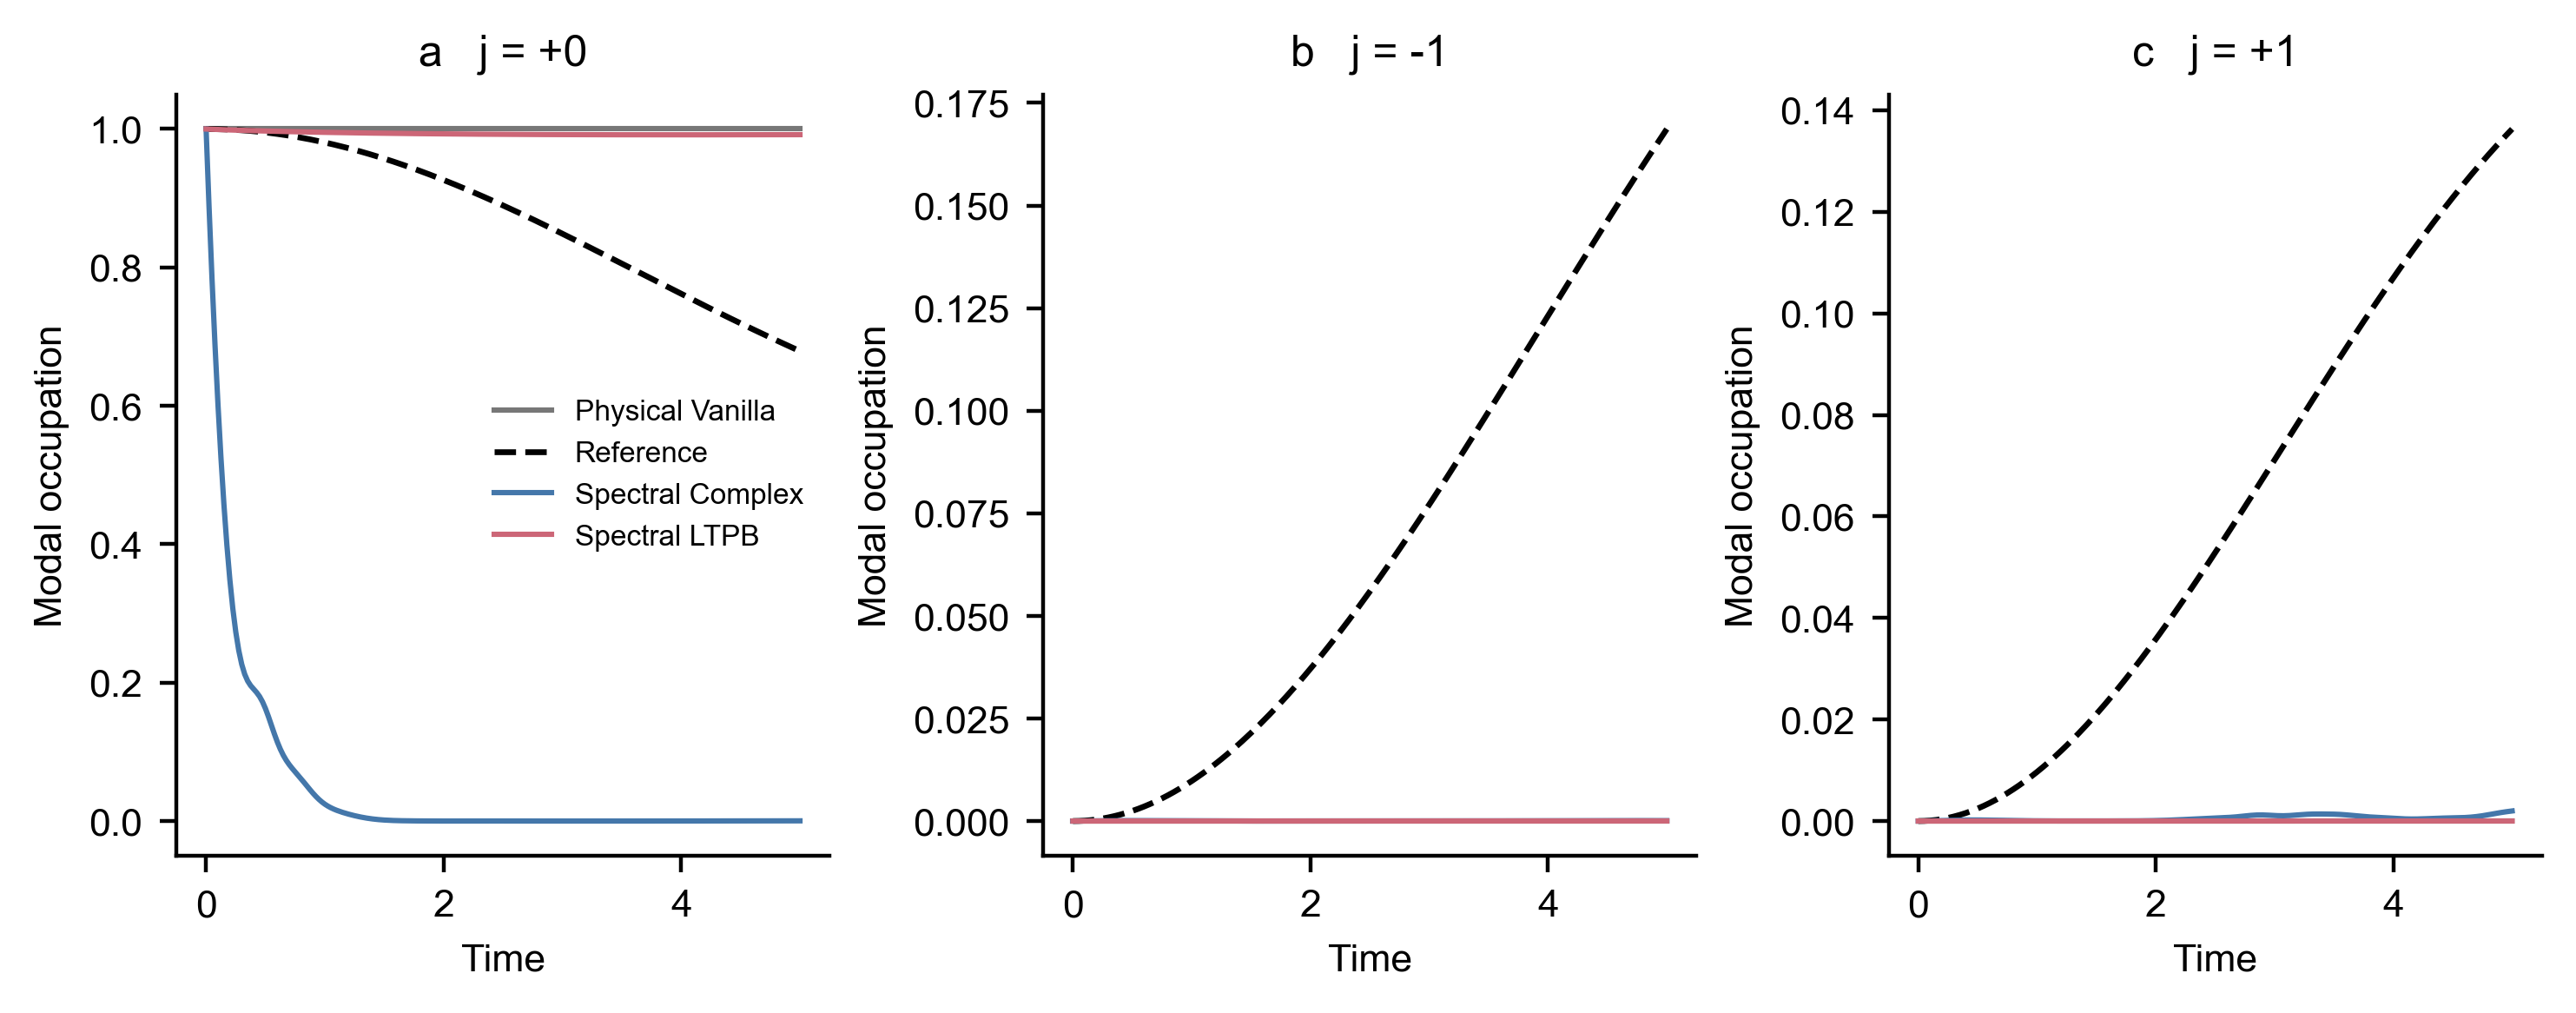 a   j = +0
Modal occupation
1.0
0.8
0.6
0.4
0.2
0.0
Physical Vanilla
Reference
Spectral Complex
Spectral LTPB
0 2 4
Time
b   j = -1
Modal occupation
0.175
0.150
0.125
0.100
0.075
0.050
0.025
0.000
0 2 4
Time
c   j = +1
Modal occupation
0.14
0.12
0.10
0.08
0.06
0.04
0.02
0.00
0 2 4
Time